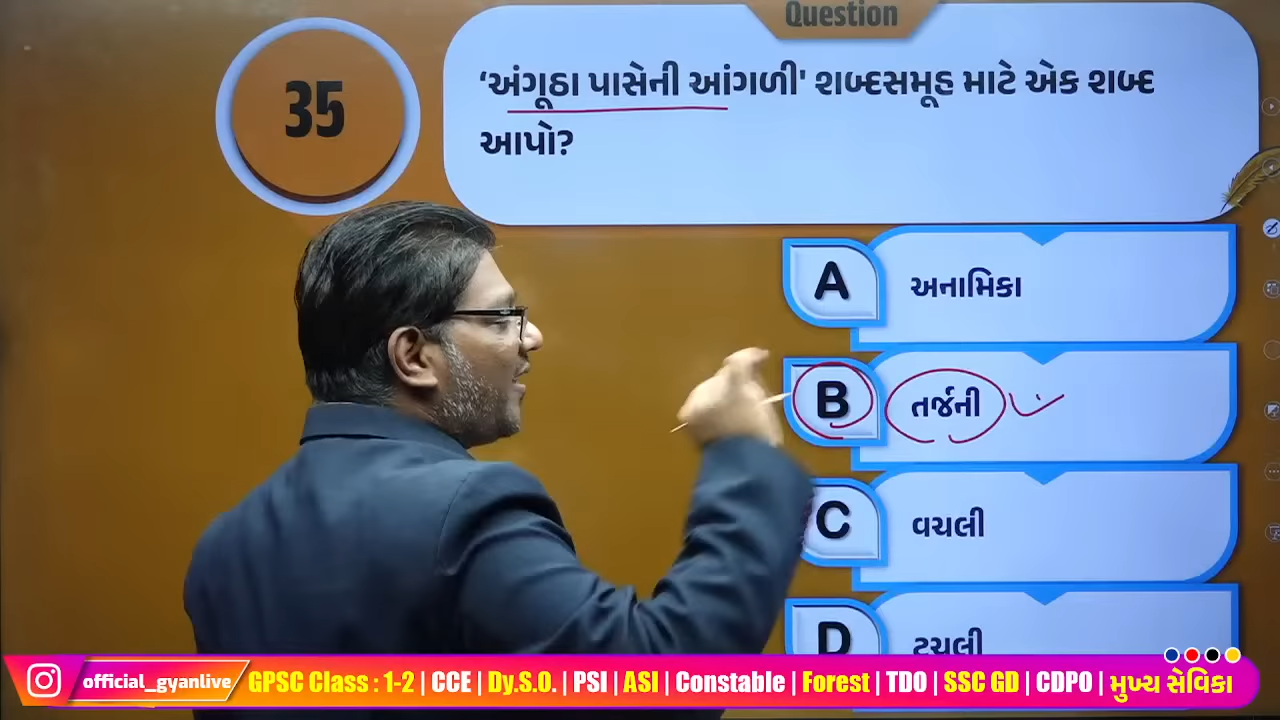 Question
35
‘અંગૂઠા પાસેની આંગળી' શબ્દસમૂહ માટે એક શબ્દ
આપો?
A
અનામિકા
B
તર્જની
C
વચલી
D
ટચલી
official_gyanlive
GPSC Class : 1-2 | CCE | Dy.S.O. | PSI | ASI | Constable | Forest | TDO | SSC GD | CDPO | મુખ્ય સેવિકા